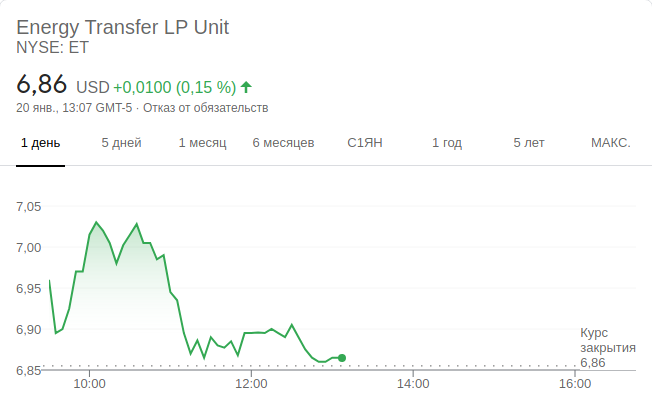 Energy Transfer LP Unit
NYSE: ET
6,86 USD +0,0100 (0,15 %)
20 янв., 13:07 GMT-5 · Отказ от обязательств
1 день 5 дней 1 месяц 6 месяцев С1ЯН 1 год 5 лет МАКС.
7,05
7,00
6,95
6,90
Курс
закрытия
6,86
6,85
10:00 12:00 14:00 16:00